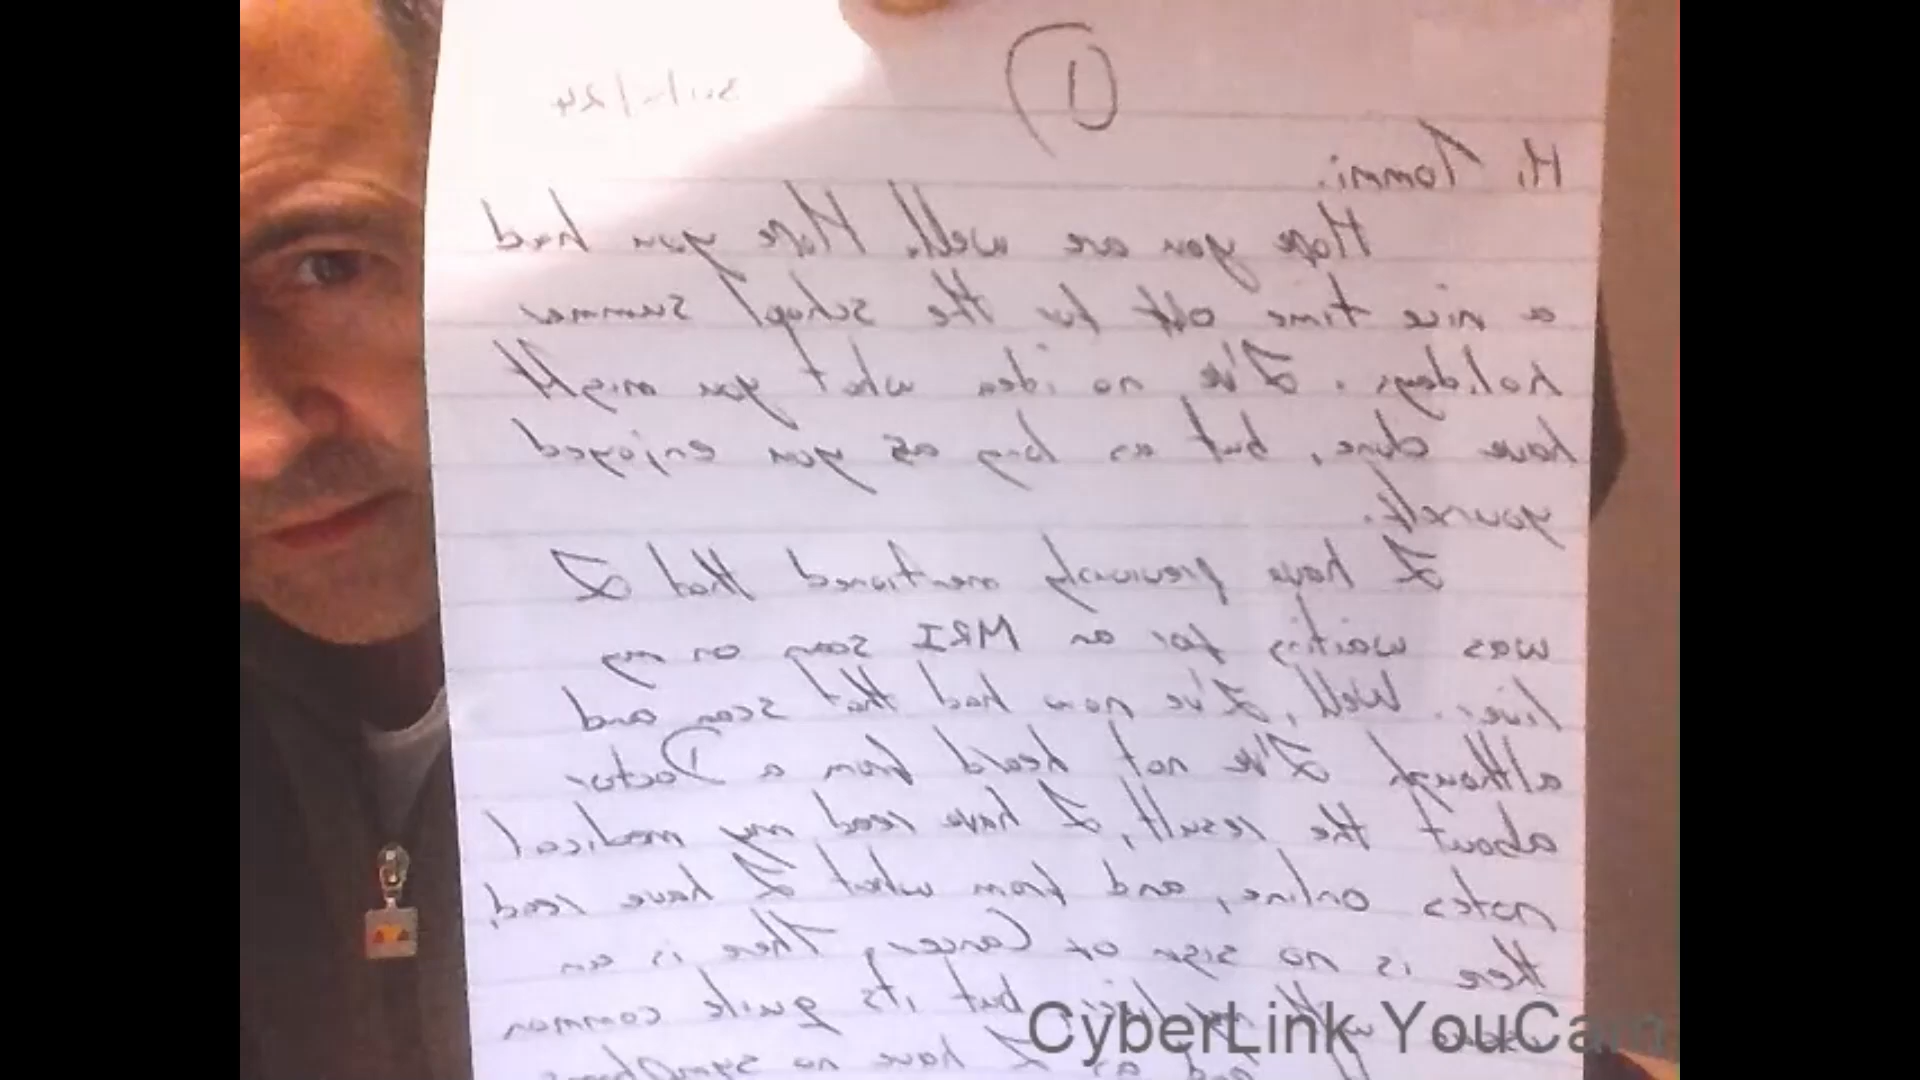 ①
/24
Hi Tommi.
Hope you are well. Hope you had
a nice time off for the school summer
holidays. I've no idea what you might
have done, but as long as you enjoyed
yourself.
I have previously mentioned that I
was waiting for an MRI scan on my
liver. Well, I've now had that scan and
although I've not heard from a Doctor
about the result, I have read my medical
notes online, and from what I have read,
there is no sign of Cancer, there is an
but its quite common
and as I have no symptoms
CyberLink YouCam